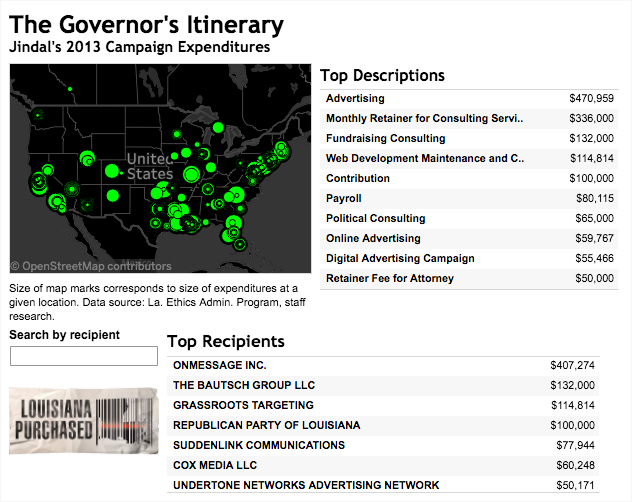 The Governor's Itinerary
Jindal's 2013 Campaign Expenditures
United
States
© OpenStreetMap contributors
Size of map marks corresponds to size of expenditures at a
given location. Data source: La. Ethics Admin. Program, staff
research.
Top Descriptions
Advertising $470,959
Monthly Retainer for Consulting Servi.. $336,000
Fundraising Consulting $132,000
Web Development Maintenance and C.. $114,814
Contribution $100,000
Payroll $80,115
Political Consulting $65,000
Online Advertising $59,767
Digital Advertising Campaign $55,466
Retainer Fee for Attorney $50,000
Search by recipient
LOUISIANA
PURCHASED
Top Recipients
ONMESSAGE INC. $407,274
THE BAUTSCH GROUP LLC $132,000
GRASSROOTS TARGETING $114,814
REPUBLICAN PARTY OF LOUISIANA $100,000
SUDDENLINK COMMUNICATIONS $77,944
COX MEDIA LLC $60,248
UNDERTONE NETWORKS ADVERTISING NETWORK $50,171